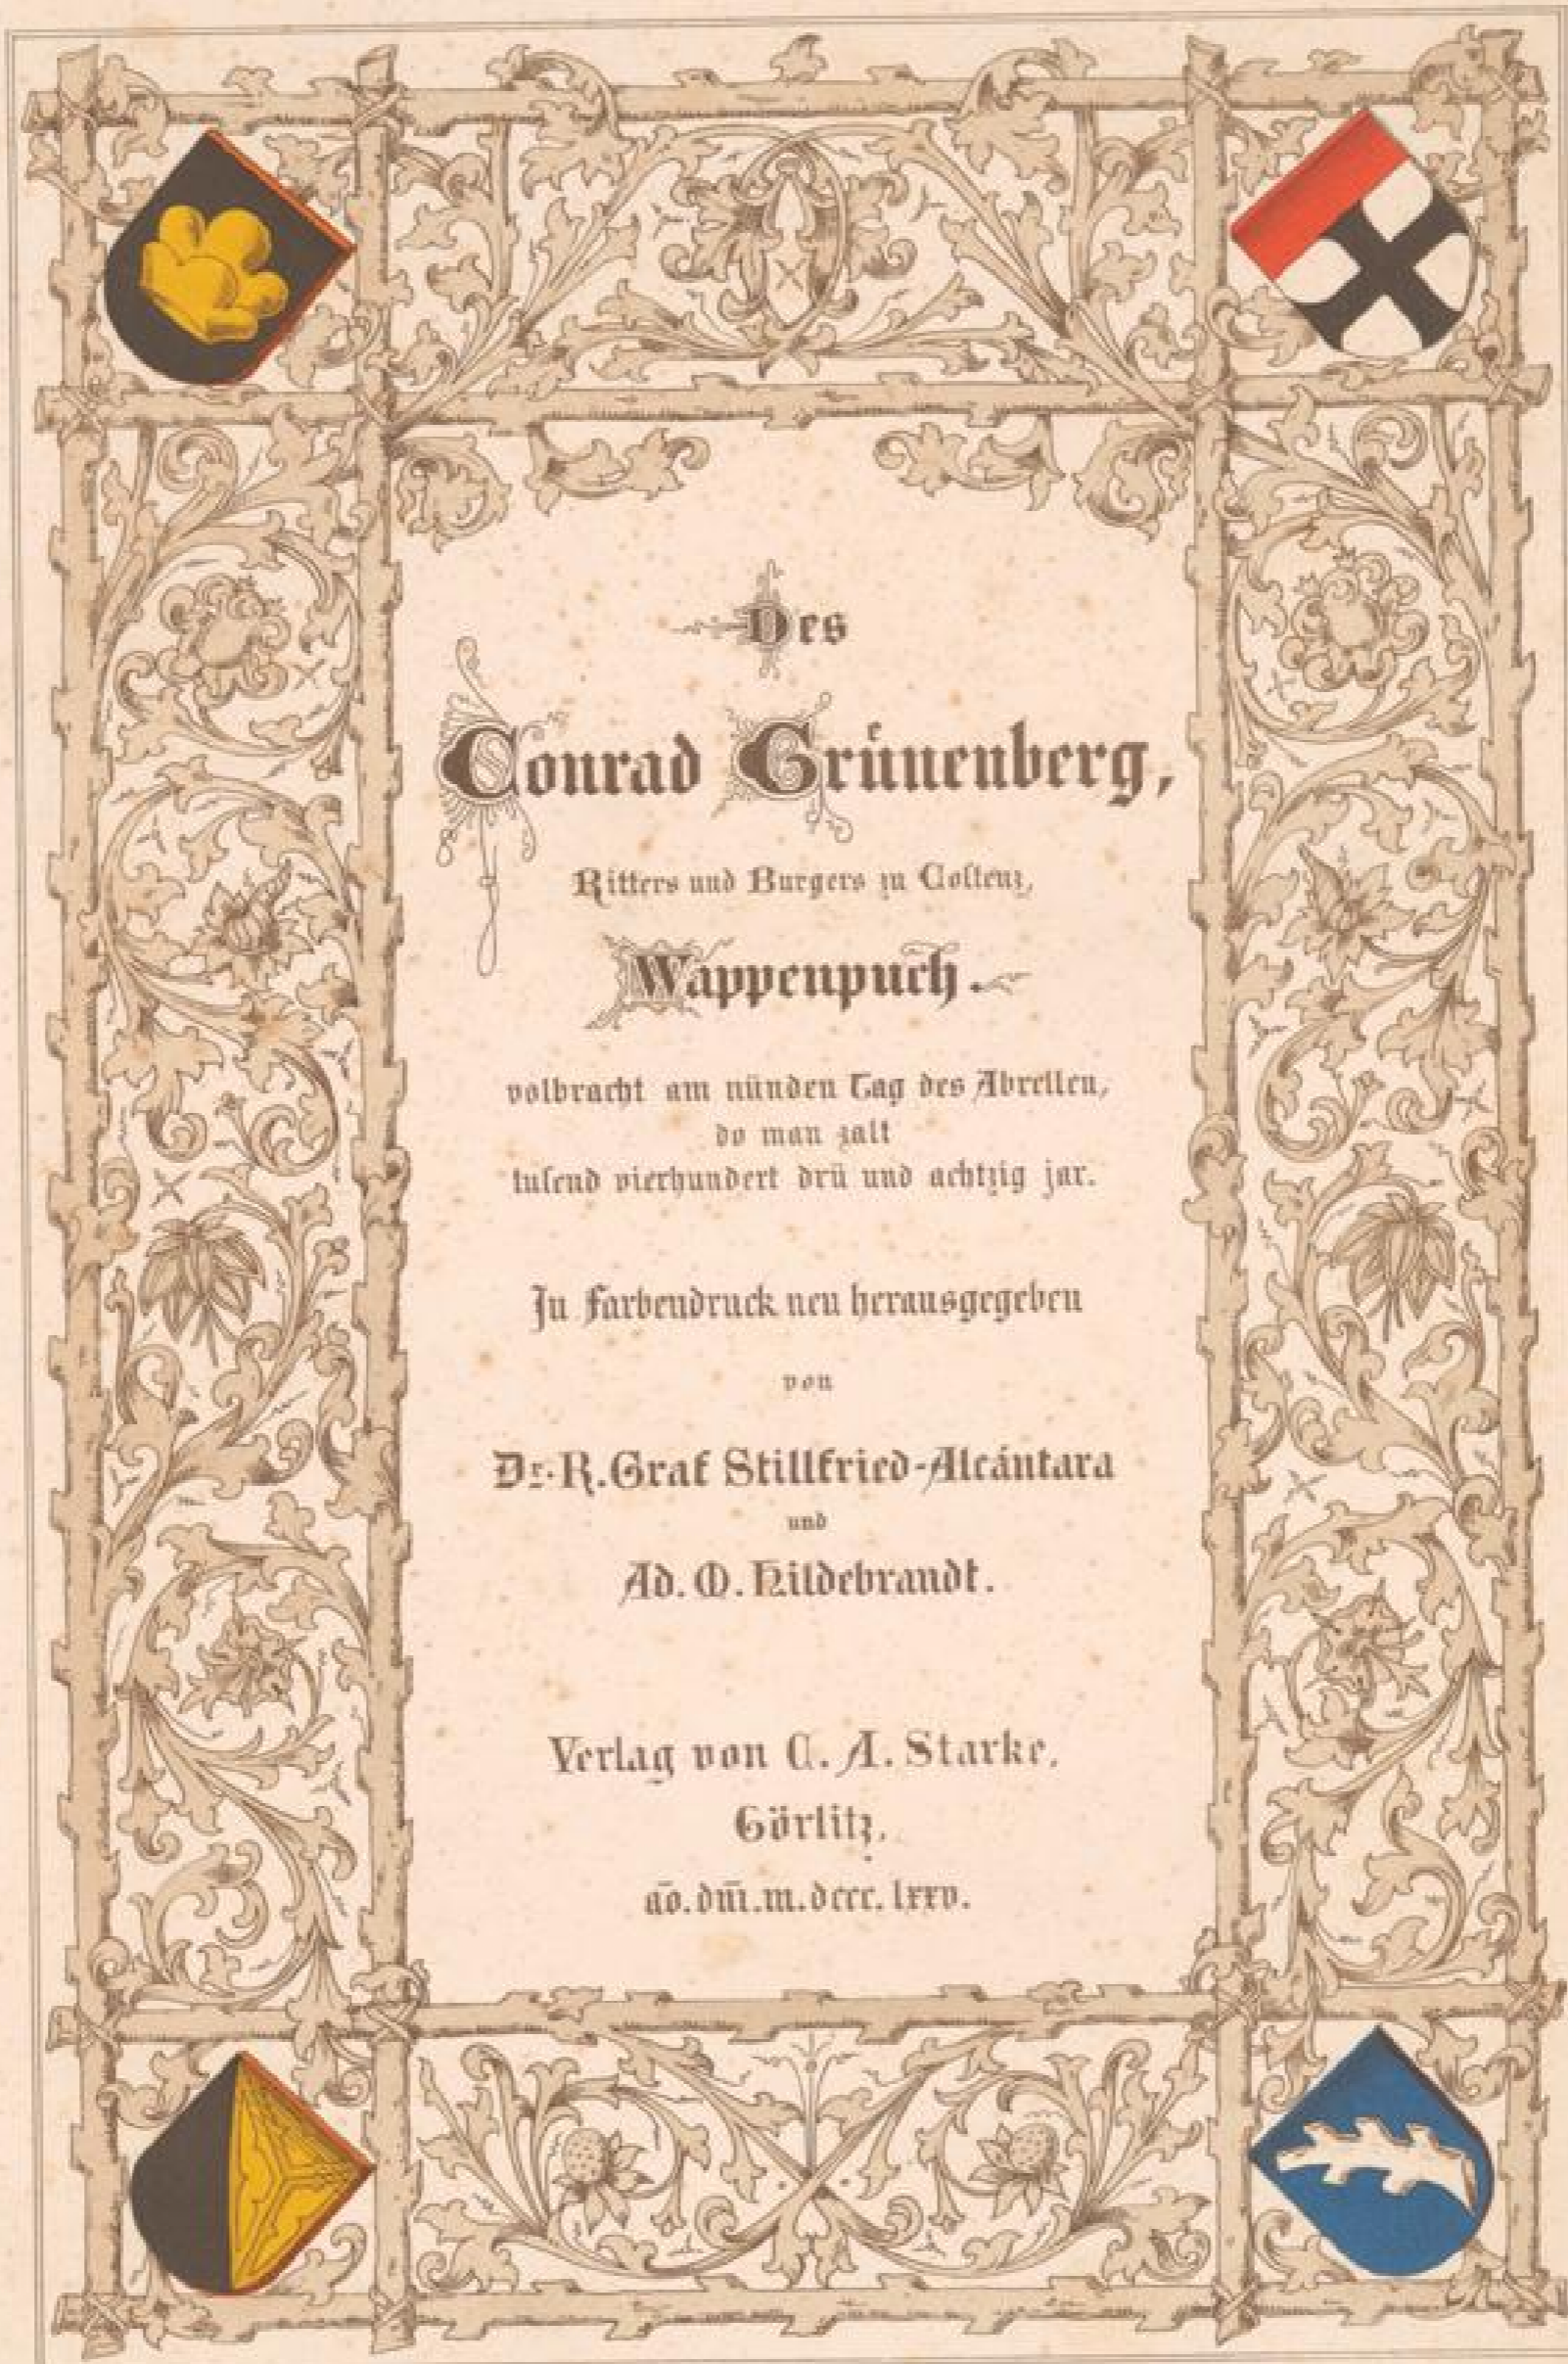 Des
Conrad Grünenberg,
Ritters und Burgers zu Costenz,
Wappenpuch.
volbracht am nünden Tag des Abrellen,
do man zalt
tusend vierhundert drü und achtzig jar.
In Farbendruck neu herausgegeben
von
Dr. R. Graf Stillfried-Alcántara
und
Ad. M. Hildebrandt.
Verlag von C. A. Starke,
Görlitz,
āo. dm̄i. m. dccc. lxxv.